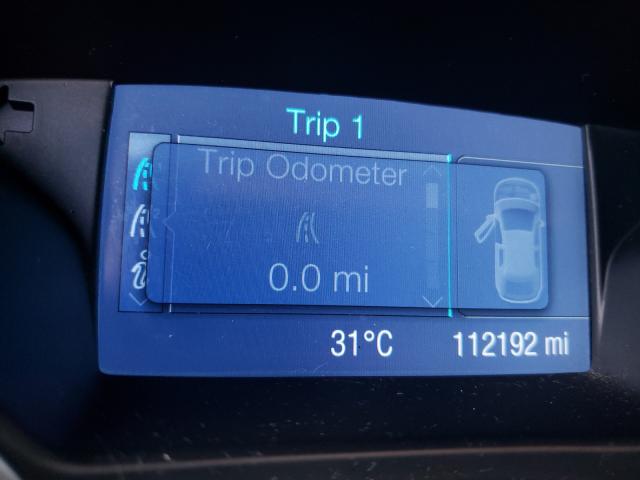 Trip 1
Trip Odometer
0.0 mi
31°C 112192 mi